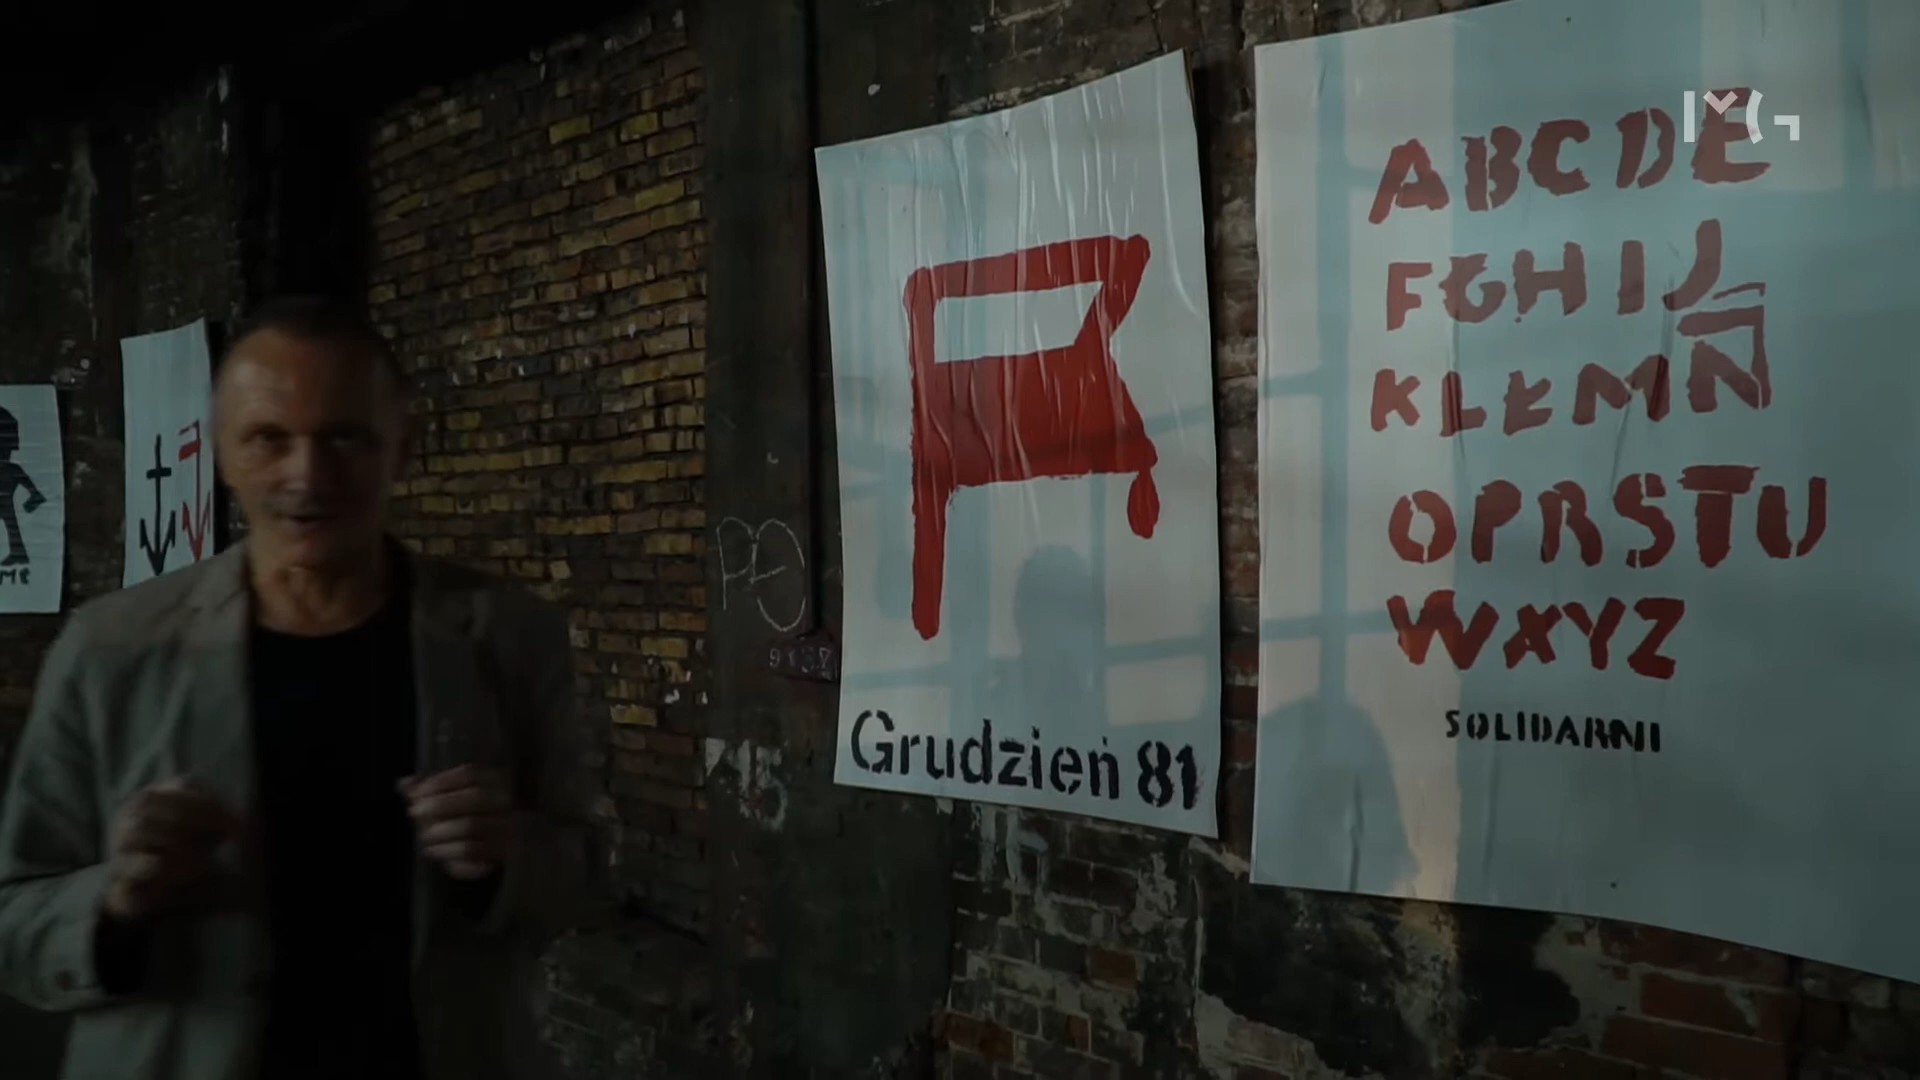 Grudzień 81
ABCDE
FGHIJ
KLŁMN
OPRSTU
WXYZ
SOLIDARNI